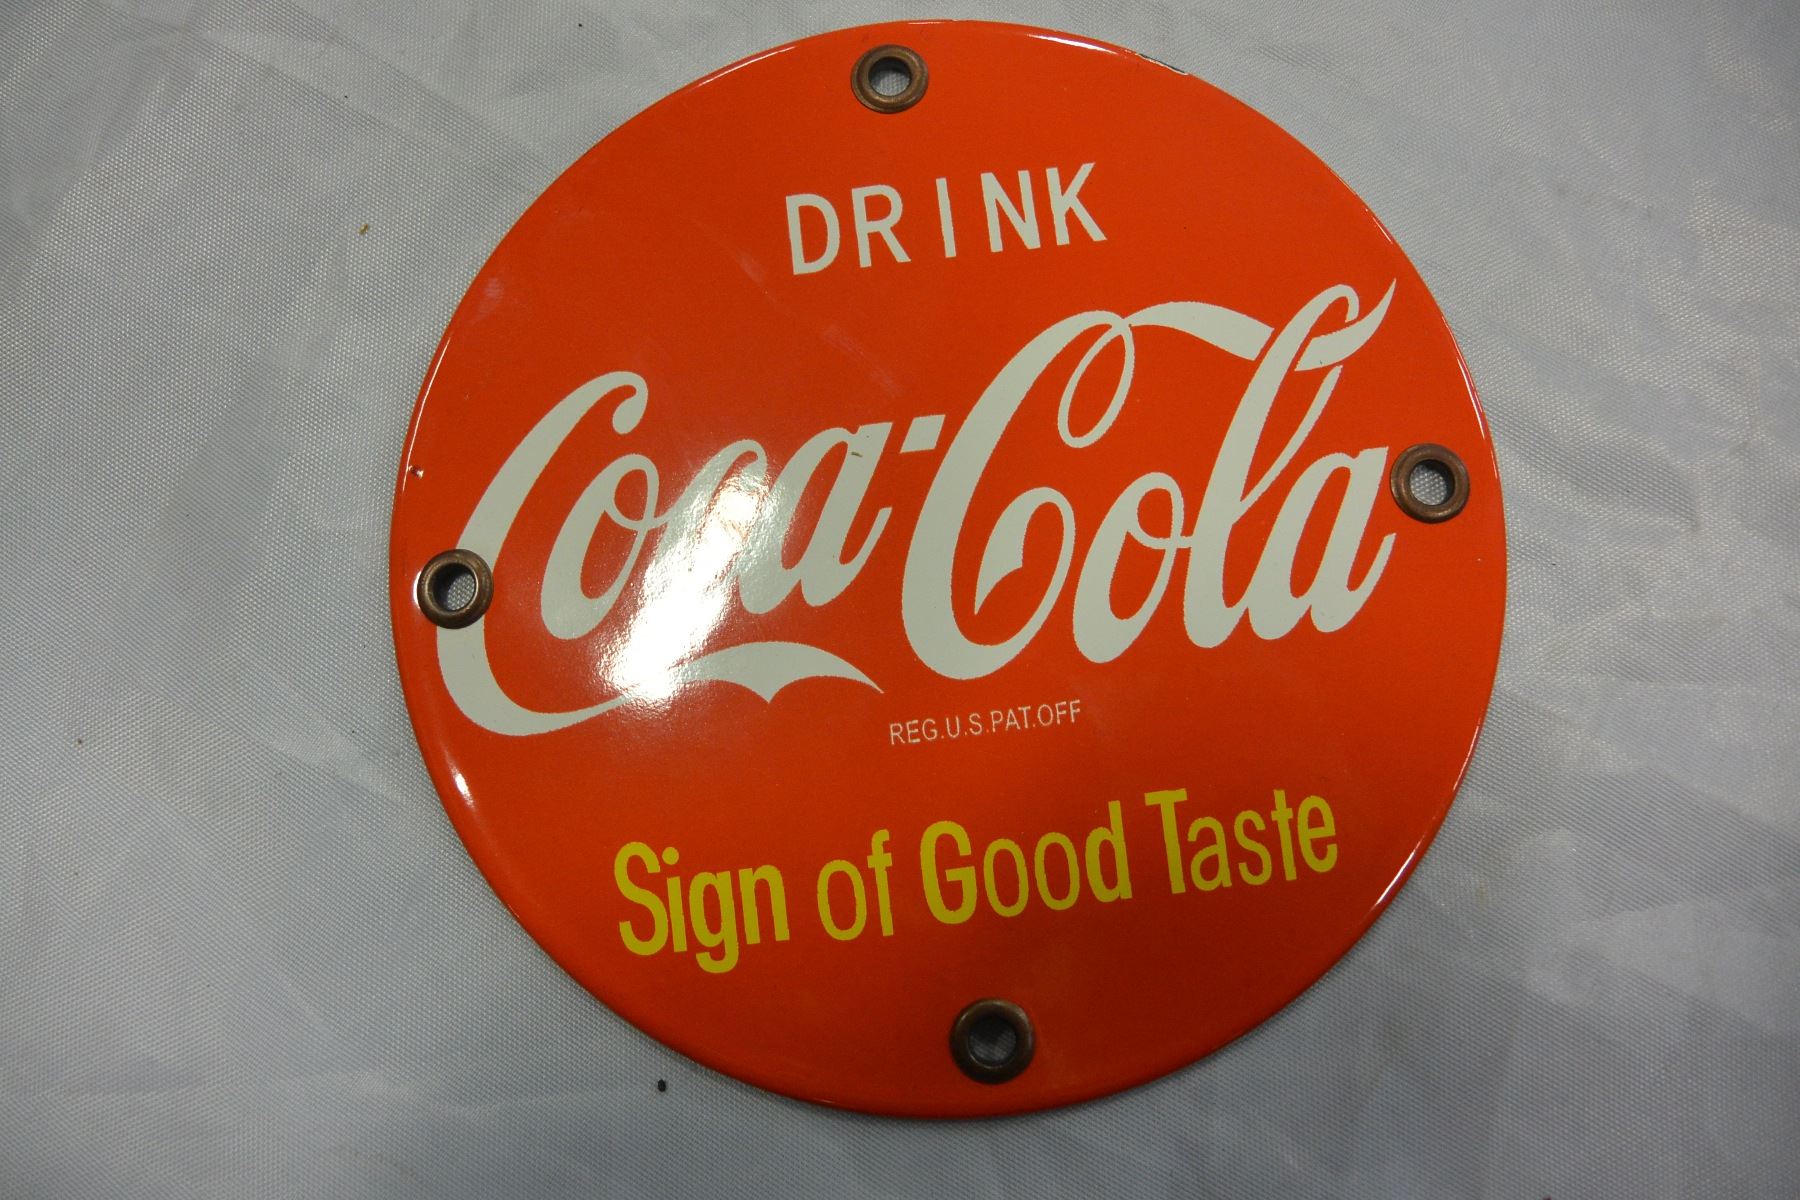 DRINK
Coca-Cola
REG.U.S.PAT.OFF
Sign of Good Taste